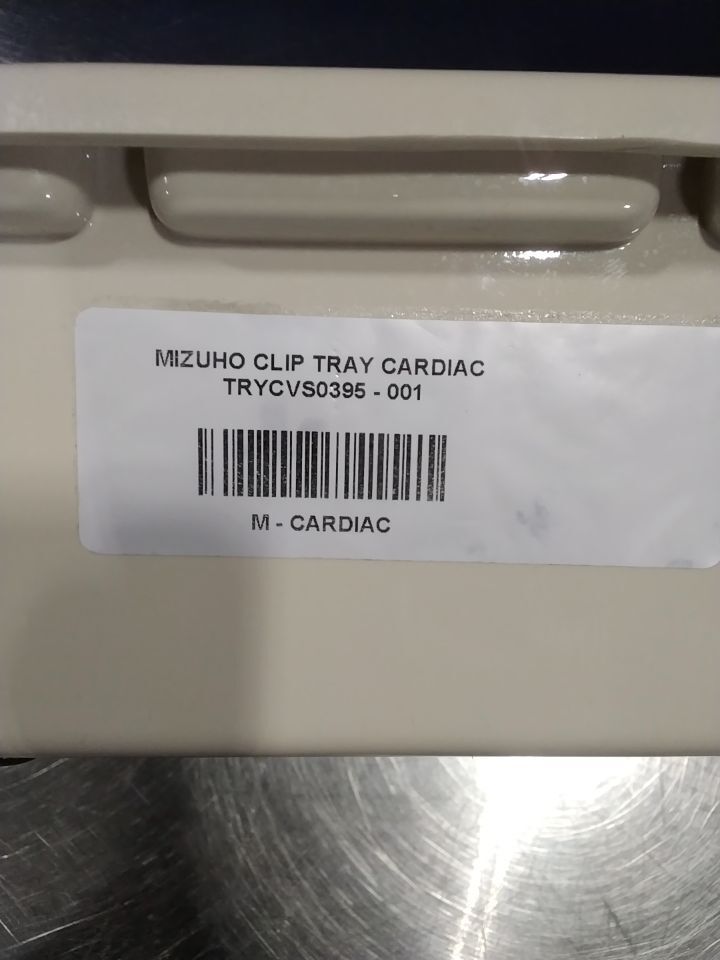 MIZUHO CLIP TRAY CARDIAC
TRYCVS0395 - 001
M - CARDIAC